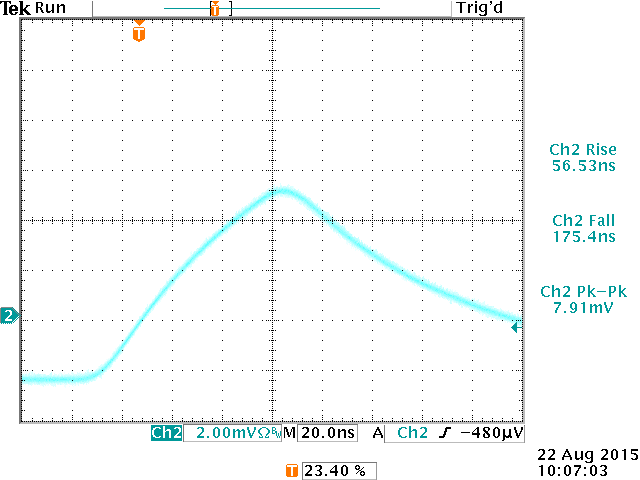 Tek Run Trig'd
T
T
Ch2 Rise
56.53ns
Ch2 Fall
175.4ns
Ch2 Pk-Pk
7.91mV
2
Ch2 2.00mVΩBW M 20.0ns A Ch2 -480µV
T 23.40 %
22 Aug 2015
10:07:03